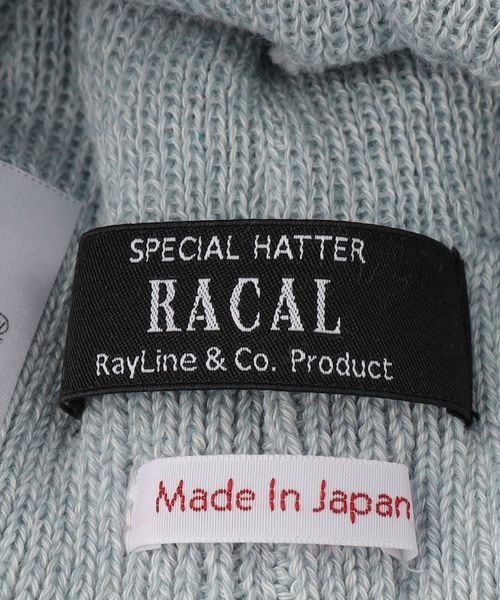 SPECIAL HATTER
RACAL
RayLine & Co. Product
Made In Japan